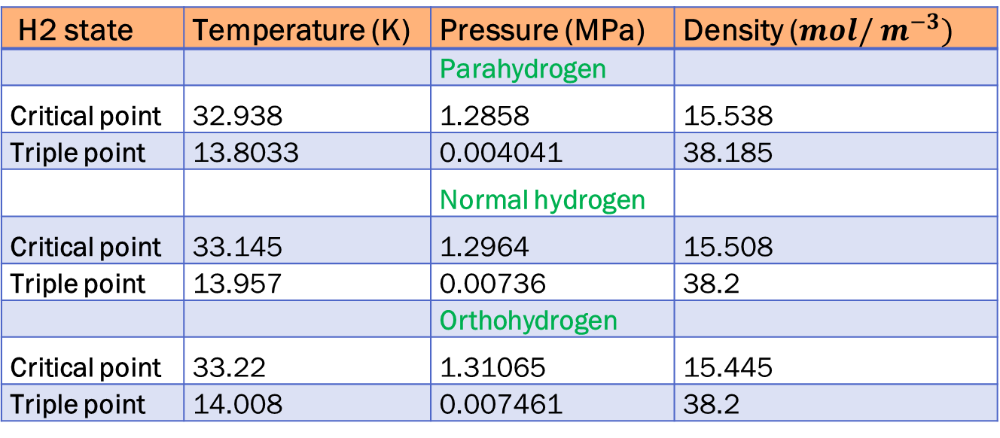 H2 state Temperature (K) Pressure (MPa) Density (mol/ m⁻³)
Parahydrogen
Critical point 32.938 1.2858 15.538
Triple point 13.8033 0.004041 38.185
Normal hydrogen
Critical point 33.145 1.2964 15.508
Triple point 13.957 0.00736 38.2
Orthohydrogen
Critical point 33.22 1.31065 15.445
Triple point 14.008 0.007461 38.2